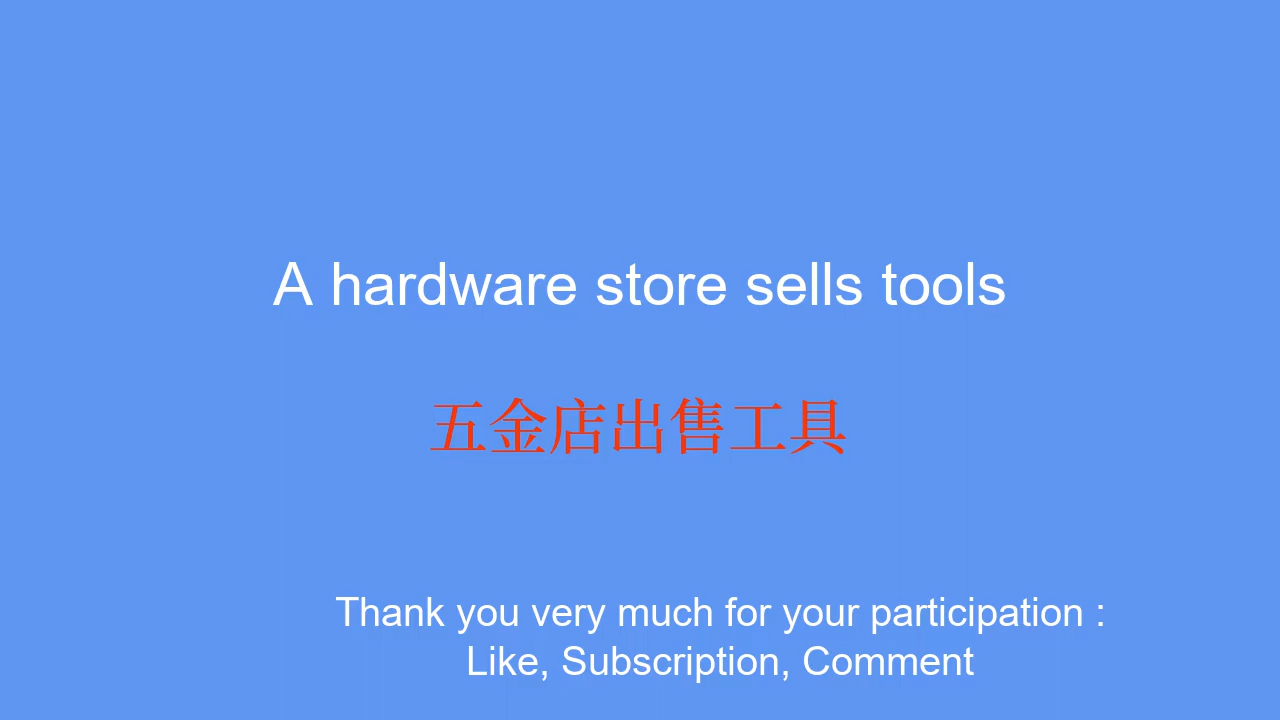 A hardware store sells tools
五金店出售工具
Thank you very much for your participation :
Like, Subscription, Comment